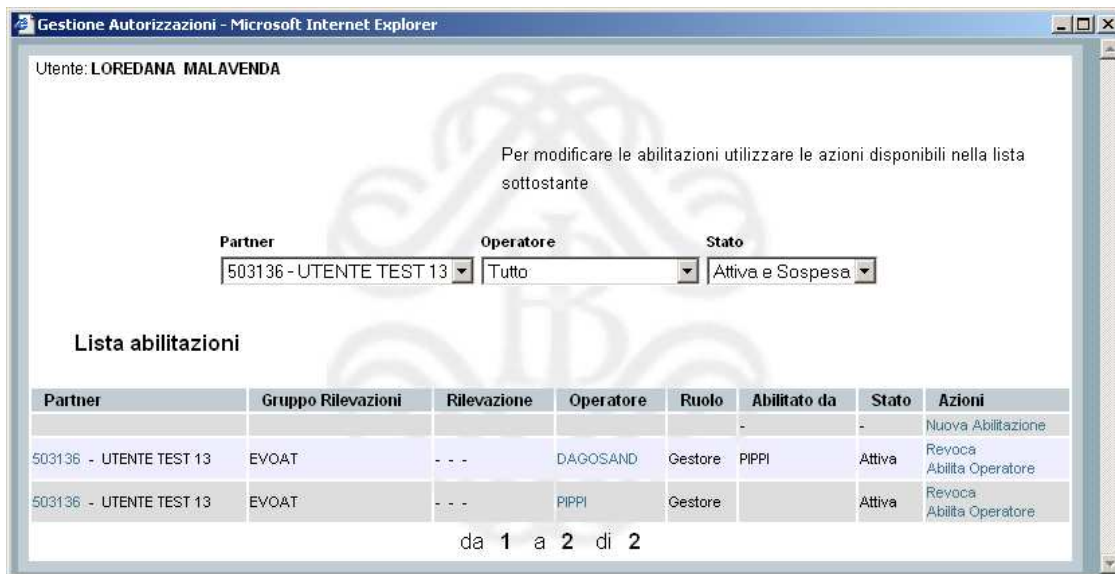 Gestione Autorizzazioni - Microsoft Internet Explorer
Utente: LOREDANA MALAVENDA
Per modificare le abilitazioni utilizzare le azioni disponibili nella lista
sottostante
Partner Operatore Stato
503136 - UTENTE TEST 13 Tutto Attiva e Sospesa
Lista abilitazioni
Partner Gruppo Rilevazioni Rilevazione Operatore Ruolo Abilitato da Stato Azioni
- - Nuova Abilitazione
503136 - UTENTE TEST 13 EVOAT - - - DAGOSAND Gestore PIPPI Attiva Revoca
Abilita Operatore
503136 - UTENTE TEST 13 EVOAT - - - PIPPI Gestore Attiva Revoca
Abilita Operatore
da 1 a 2 di 2